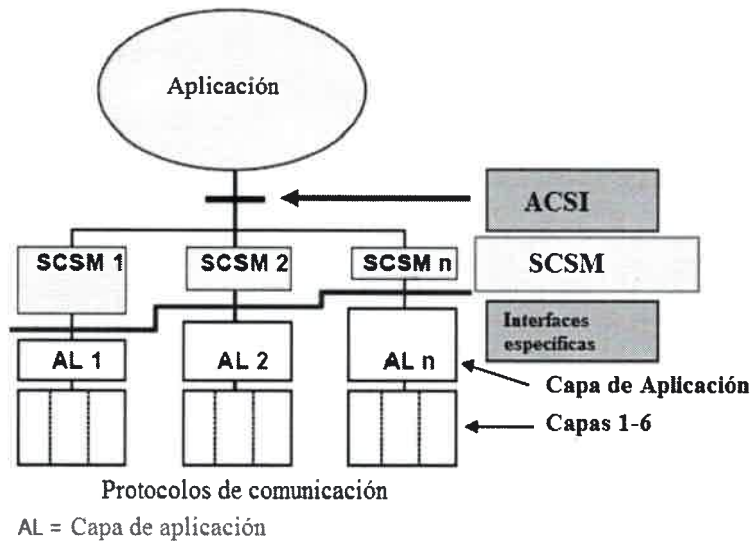 Aplicación
ACSI
SCSM 1
SCSM 2
SCSM n
SCSM
Interfaces
específicas
AL 1
AL 2
AL n
Capa de Aplicación
Capas 1-6
Protocolos de comunicación
AL = Capa de aplicación